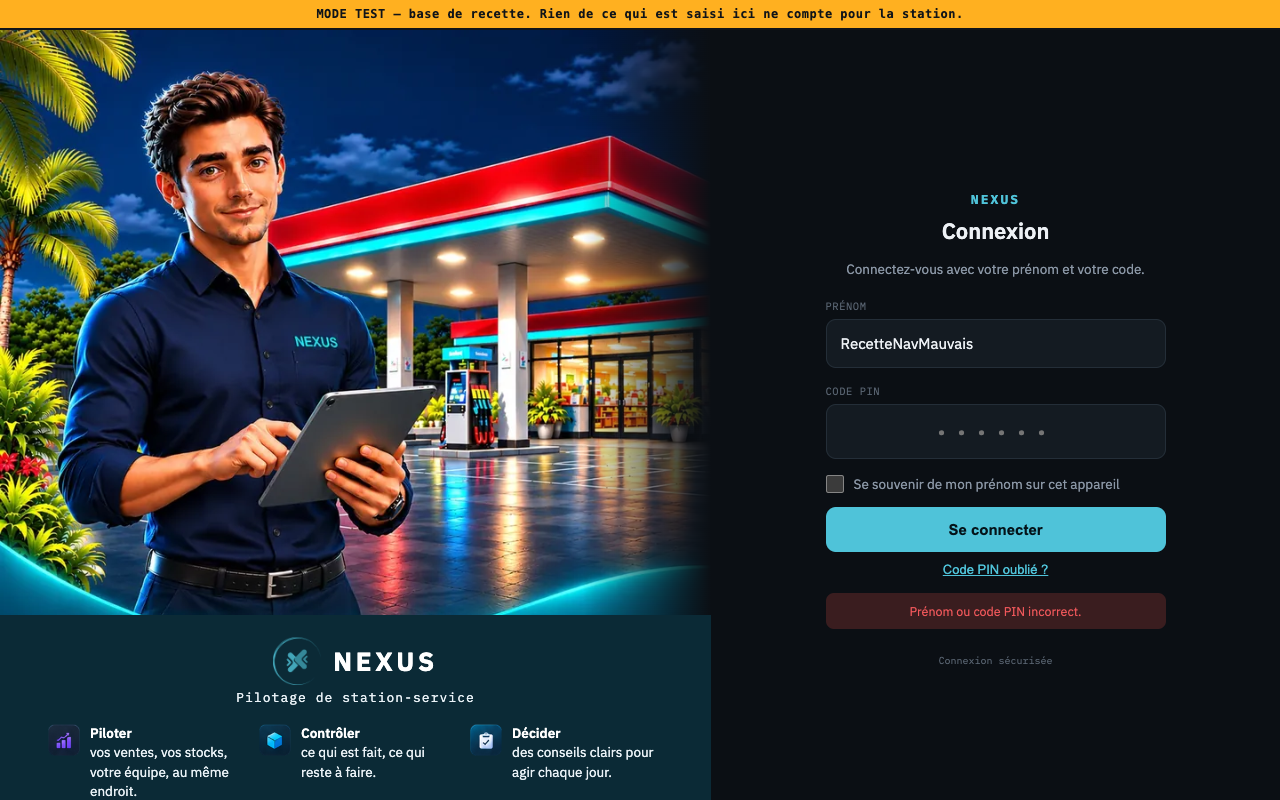 MODE TEST — base de recette. Rien de ce qui est saisi ici ne compte pour la station.
NEXUS
NEXUS
Pilotage de station-service
Piloter
vos ventes, vos stocks,
votre équipe, au même
endroit.
Contrôler
ce qui est fait, ce qui
reste à faire.
Décider
des conseils clairs pour
agir chaque jour.
NEXUS
Connexion
Connectez-vous avec votre prénom et votre code.
PRÉNOM
RecetteNavMauvais
CODE PIN
Se souvenir de mon prénom sur cet appareil
Se connecter
Code PIN oublié ?
Prénom ou code PIN incorrect.
Connexion sécurisée